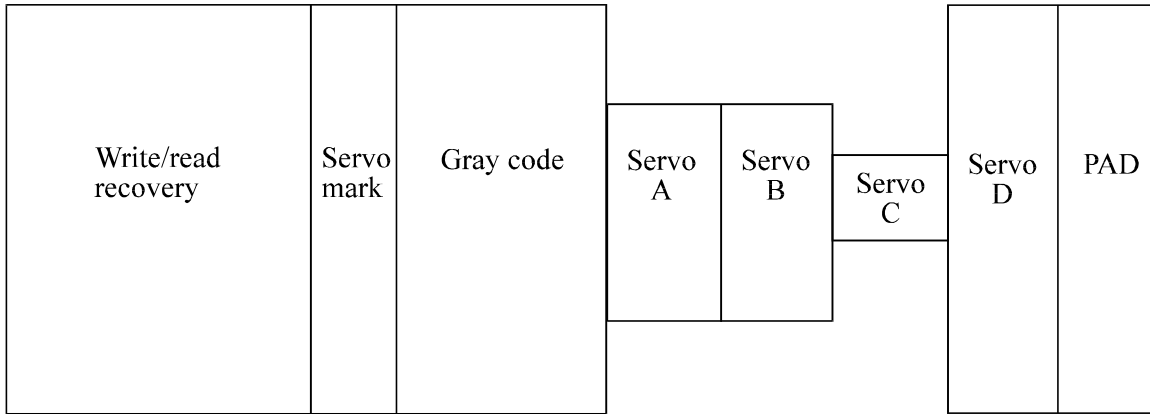 Write/read
recovery
Servo
mark
Gray code
Servo
A
Servo
B
Servo
C
Servo
D
PAD